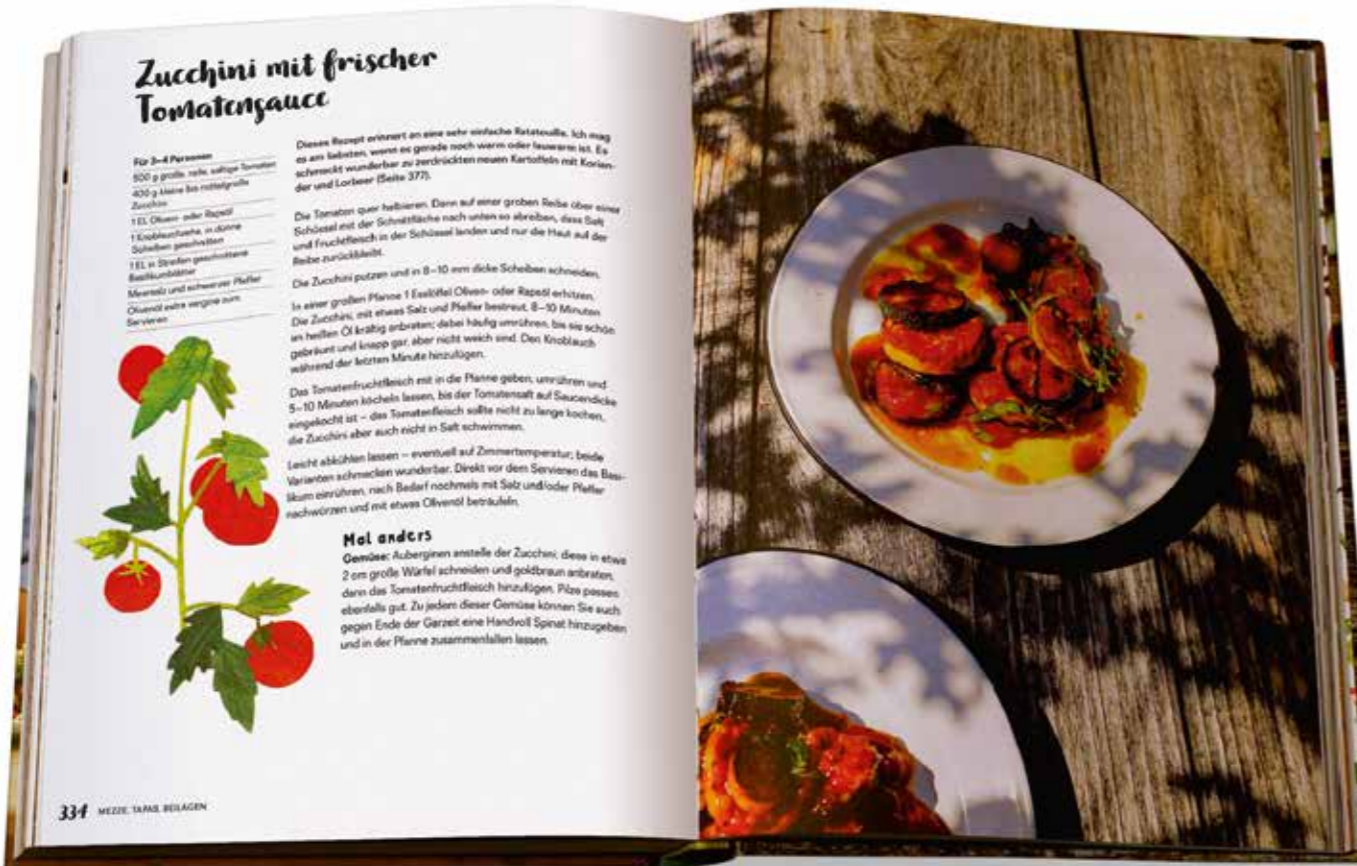 Zucchini mit frischer
Tomatensauce
Für 3–4 Personen
500 g große, reife, saftige Tomaten
400 g kleine bis mittelgroße
Zucchini
1 EL Oliven- oder Rapsöl
1 Knoblauchzehe, in dünne
Scheiben geschnitten
1 EL in Streifen geschnittene
Basilikumblätter
Meersalz und schwarzer Pfeffer
Olivenöl extra vergine zum
Servieren
Dieses Rezept erinnert an eine sehr einfache Ratatouille. Ich mag
es am liebsten, wenn es gerade noch warm oder lauwarm ist. Es
schmeckt wunderbar zu zerdrückten neuen Kartoffeln mit Korian-
der und Lorbeer (Seite 377).
Die Tomaten quer halbieren. Dann auf einer groben Reibe über einer
Schüssel mit der Schnittfläche nach unten so abreiben, dass Saft
und Fruchtfleisch in der Schüssel landen und nur die Haut auf der
Reibe zurückbleibt.
Die Zucchini putzen und in 8–10 mm dicke Scheiben schneiden.
In einer großen Pfanne 1 Esslöffel Oliven- oder Rapsöl erhitzen.
Die Zucchini, mit etwas Salz und Pfeffer bestreut, 8–10 Minuten
im heißen Öl kräftig anbraten; dabei häufig umrühren, bis sie schön
gebräunt und knapp gar, aber nicht weich sind. Den Knoblauch
während der letzten Minute hinzufügen.
Das Tomatenfruchtfleisch mit in die Pfanne geben, umrühren und
5–10 Minuten köcheln lassen, bis der Tomatensaft auf Saucendicke
eingekocht ist – das Tomatenfleisch sollte nicht zu lange kochen,
die Zucchini aber auch nicht in Saft schwimmen.
Leicht abkühlen lassen – eventuell auf Zimmertemperatur; beide
Varianten schmecken wunderbar. Direkt vor dem Servieren das Basi-
likum einrühren, nach Bedarf nochmals mit Salz und/oder Pfeffer
nachwürzen und mit etwas Olivenöl beträufeln.
Mal anders
Gemüse: Auberginen anstelle der Zucchini; diese in etwa
2 cm große Würfel schneiden und goldbraun anbraten,
dann das Tomatenfruchtfleisch hinzufügen. Pilze passen
ebenfalls gut. Zu jedem dieser Gemüse können Sie auch
gegen Ende der Garzeit eine Handvoll Spinat hinzugeben
und in der Pfanne zusammenfallen lassen.
334 MEZZE, TAPAS, BEILAGEN